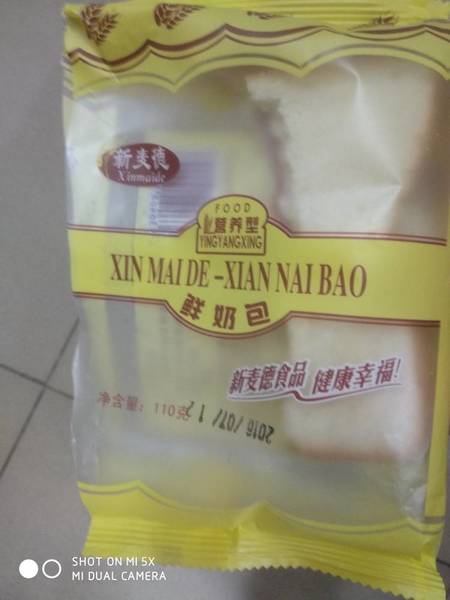 新麦德
Xinmaide
FOOD
营养型
YINGYANGXING
XIN MAI DE-XIAN NAI BAO
鲜奶包
新麦德食品 健康幸福!
净含量：110克
2016/07/12
SHOT ON MI 5X
MI DUAL CAMERA